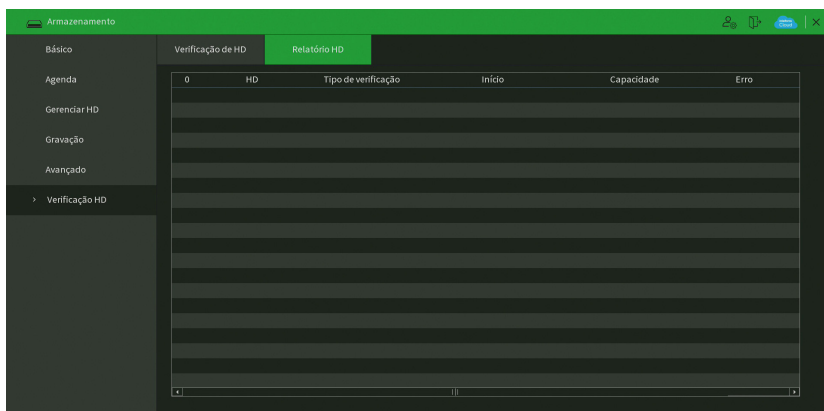 Armazenamento
Básico
Agenda
Gerenciar HD
Gravação
Avançado
Verificação HD
Verificação de HD
Relatório HD
0 HD Tipo de verificação Início Capacidade Erro